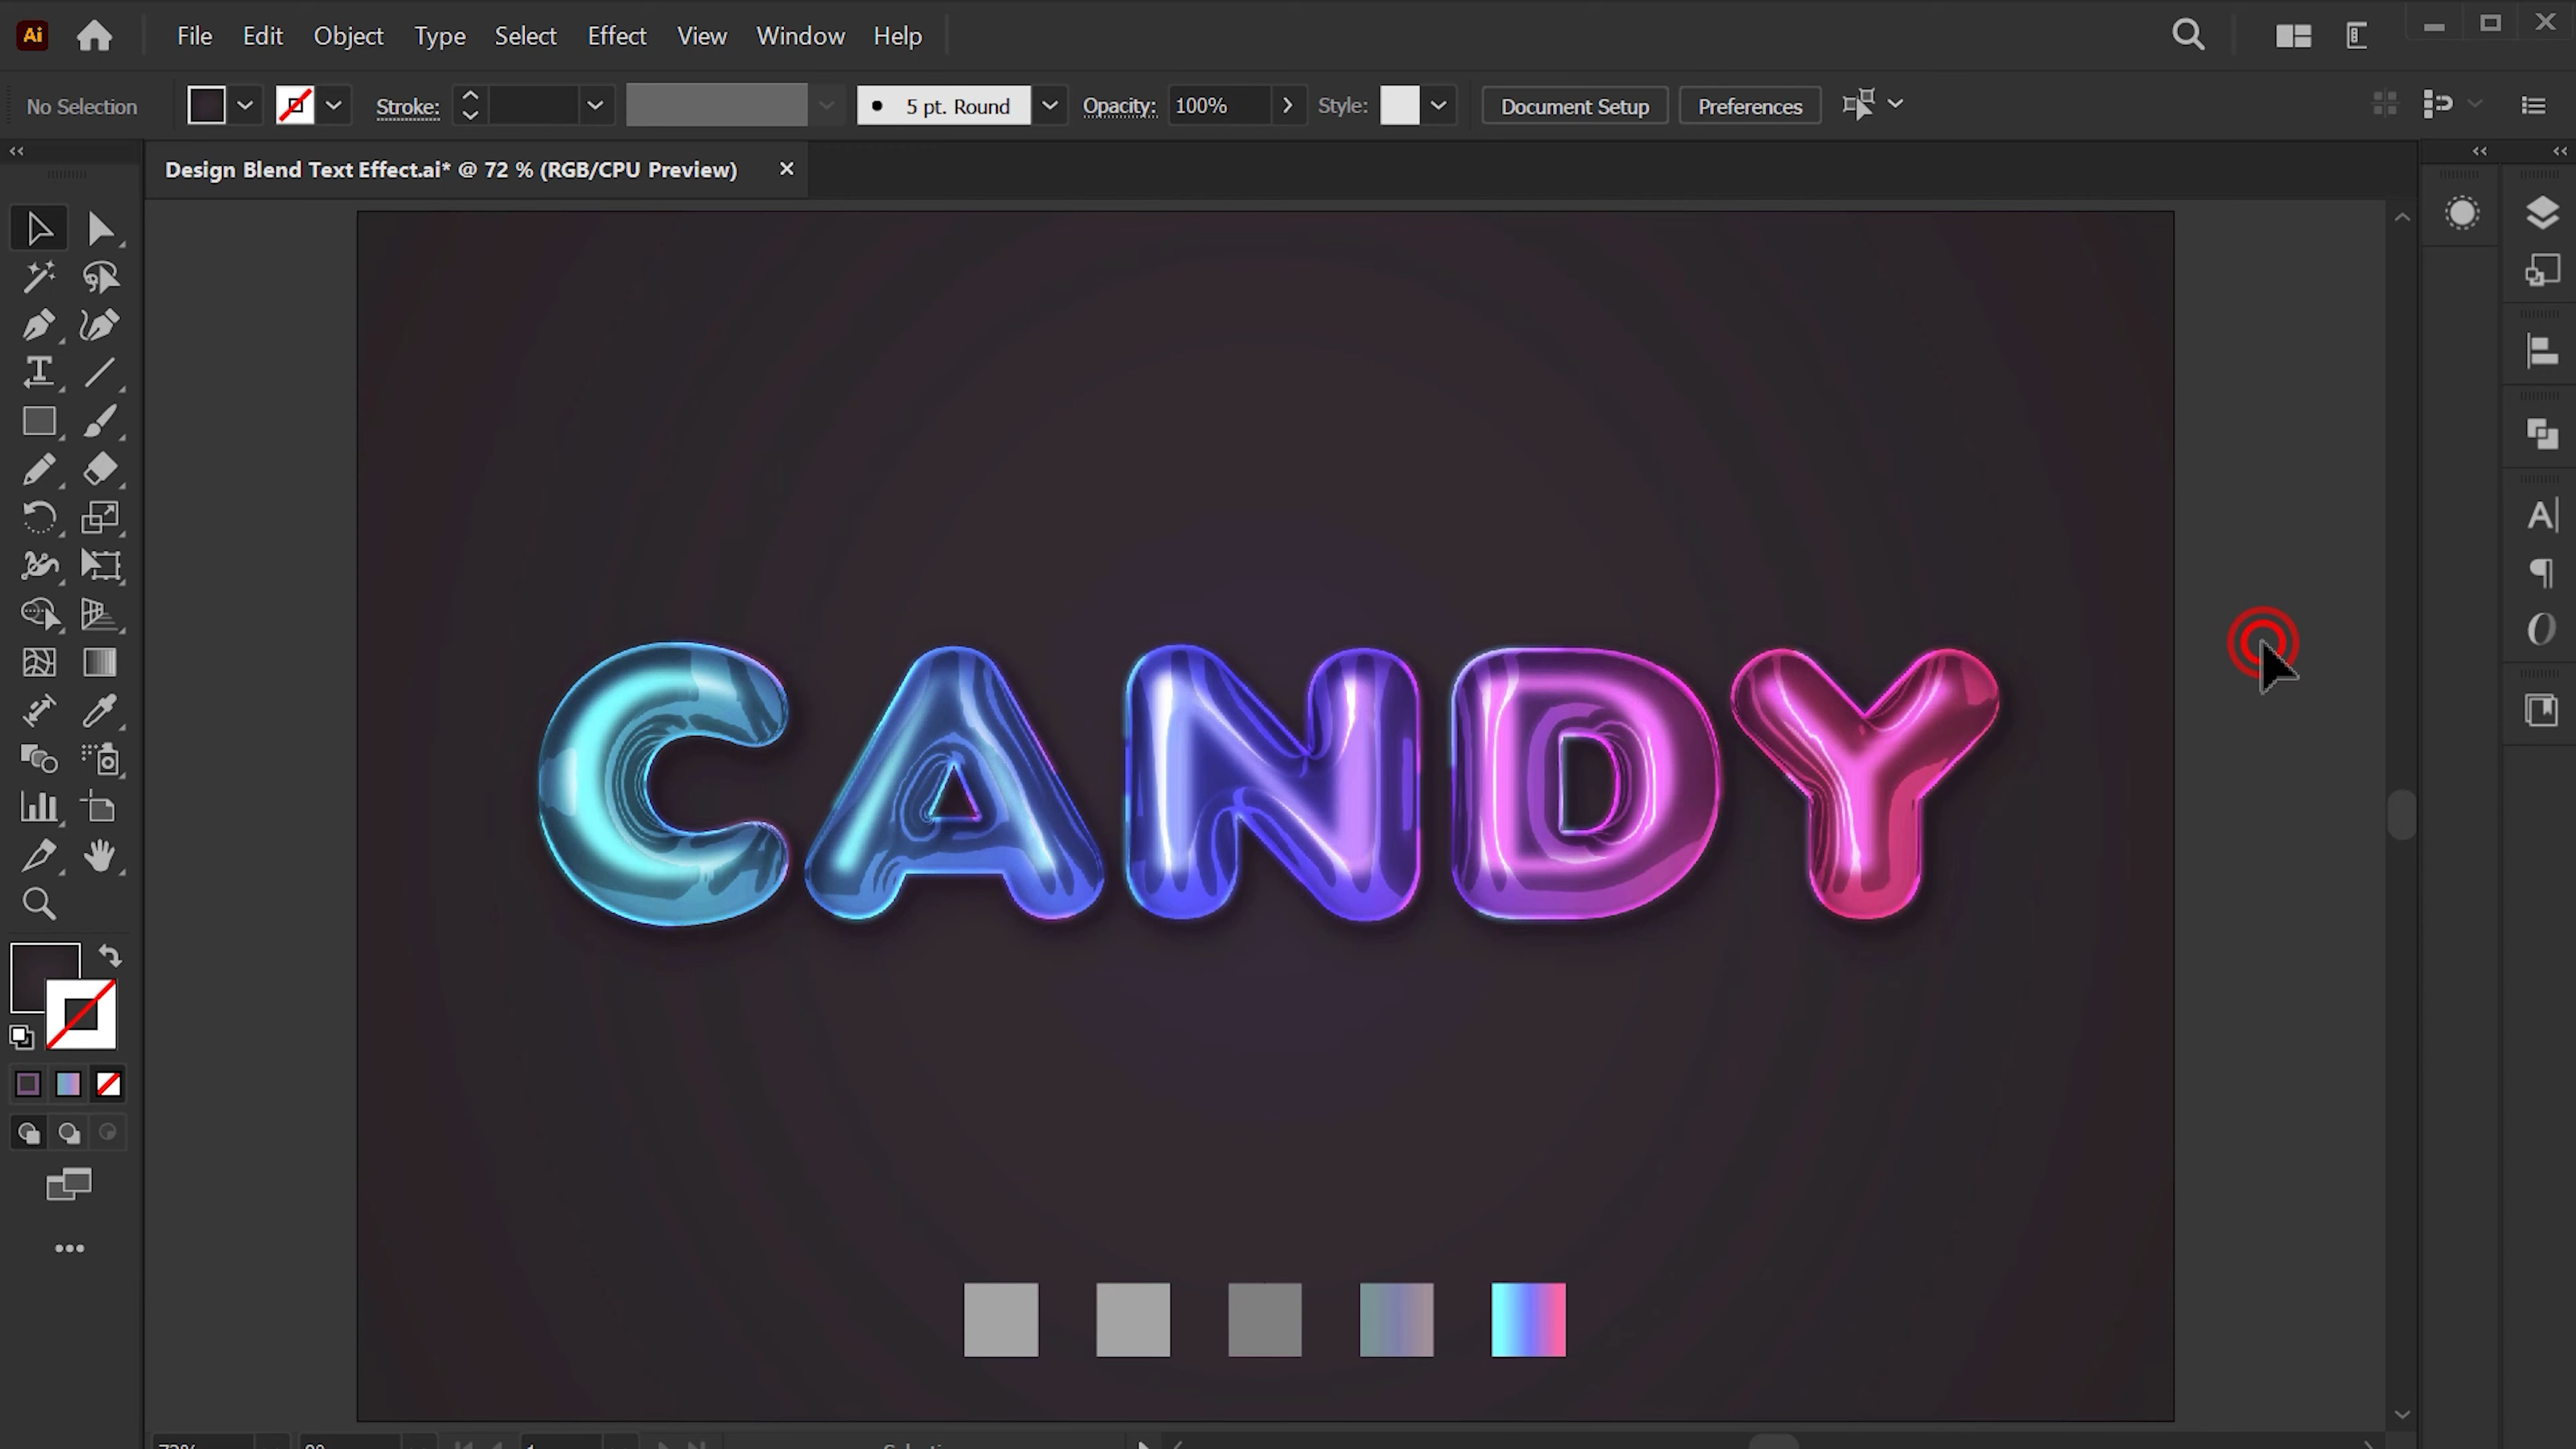 Ai File Edit Object Type Select Effect View Window Help
No Selection Stroke: 5 pt. Round Opacity: 100% Style: Document Setup Preferences
Design Blend Text Effect.ai* @ 72 % (RGB/CPU Preview)
CANDY